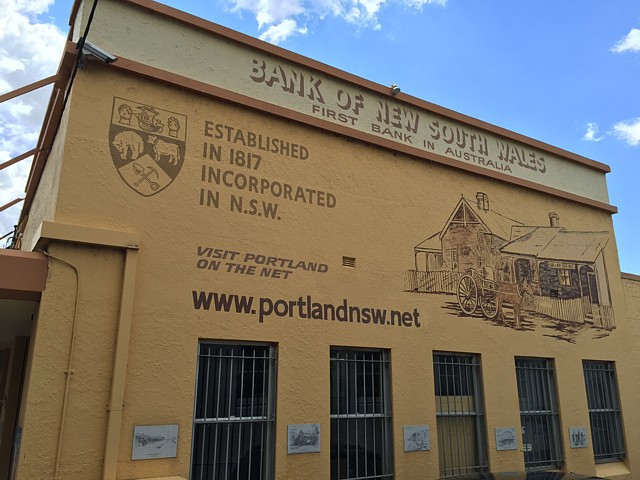 BANK OF NEW SOUTH WALES
FIRST BANK IN AUSTRALIA
ESTABLISHED
IN 1817
INCORPORATED
IN N.S.W.
VISIT PORTLAND
ON THE NET
www.portlandnsw.net